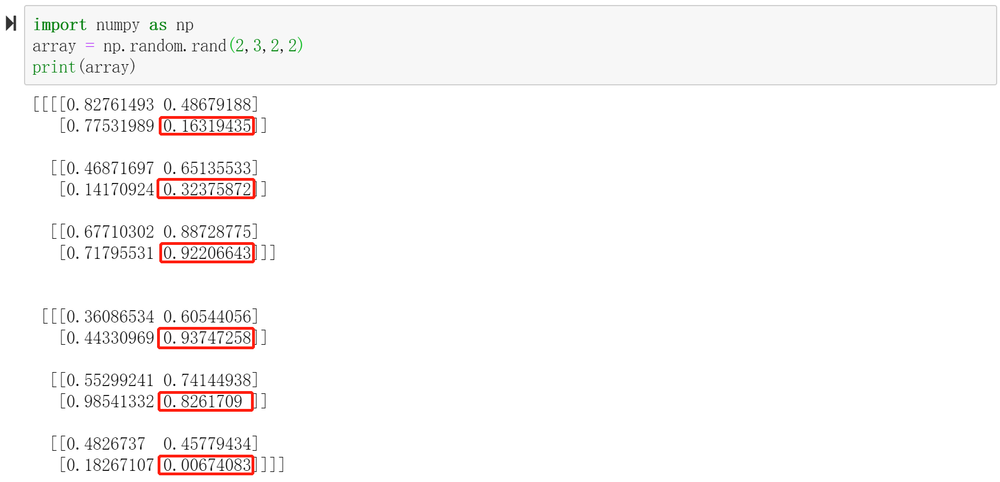 import numpy as np
array = np.random.rand(2,3,2,2)
print(array)
[[[[0.82761493 0.48679188]
[0.77531989 0.16319435]]
[[0.46871697 0.65135533]
[0.14170924 0.32375872]]
[[0.67710302 0.88728775]
[0.71795531 0.92206643]]]
[[[0.36086534 0.60544056]
[0.44330969 0.93747258]]
[[0.55299241 0.74144938]
[0.98541332 0.8261709 ]]
[[0.4826737  0.45779434]
[0.18267107 0.00674083]]]]